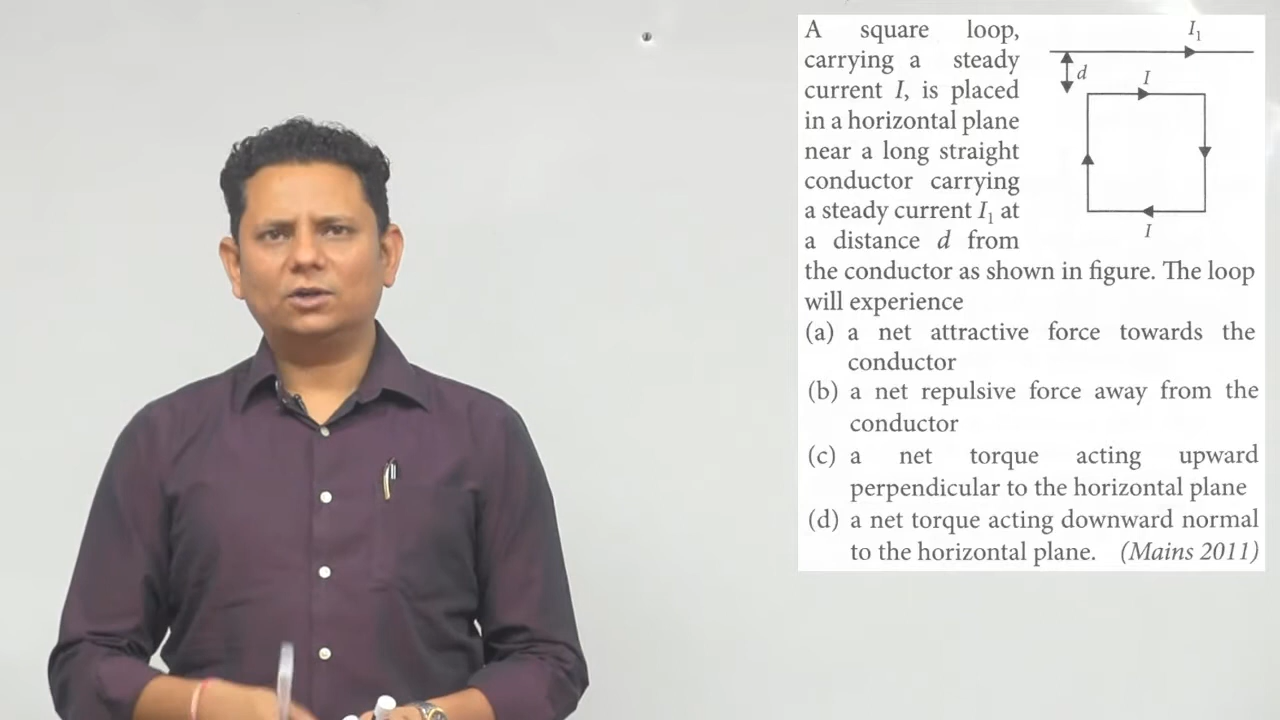 A square loop,
carrying a steady
current I, is placed
in a horizontal plane
near a long straight
conductor carrying
a steady current I₁ at
a distance d from
the conductor as shown in figure. The loop
will experience
(a) a net attractive force towards the
conductor
(b) a net repulsive force away from the
conductor
(c) a net torque acting upward
perpendicular to the horizontal plane
(d) a net torque acting downward normal
to the horizontal plane. (Mains 2011)
I₁
d
I
I